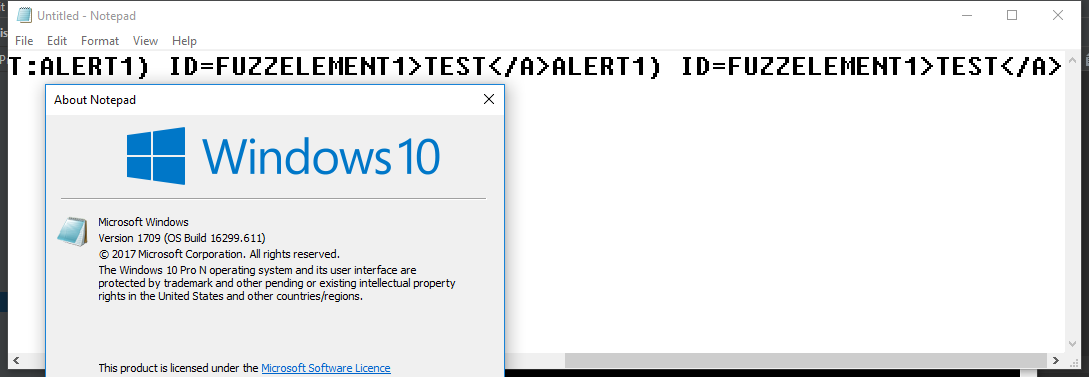 Untitled - Notepad
File Edit Format View Help
T:ALERT1) ID=FUZZELEMENT1>TEST</A>ALERT1) ID=FUZZELEMENT1>TEST</A>
About Notepad
Windows 10
Microsoft Windows
Version 1709 (OS Build 16299.611)
© 2017 Microsoft Corporation. All rights reserved.
The Windows 10 Pro N operating system and its user interface are
protected by trademark and other pending or existing intellectual property
rights in the United States and other countries/regions.
This product is licensed under the Microsoft Software Licence